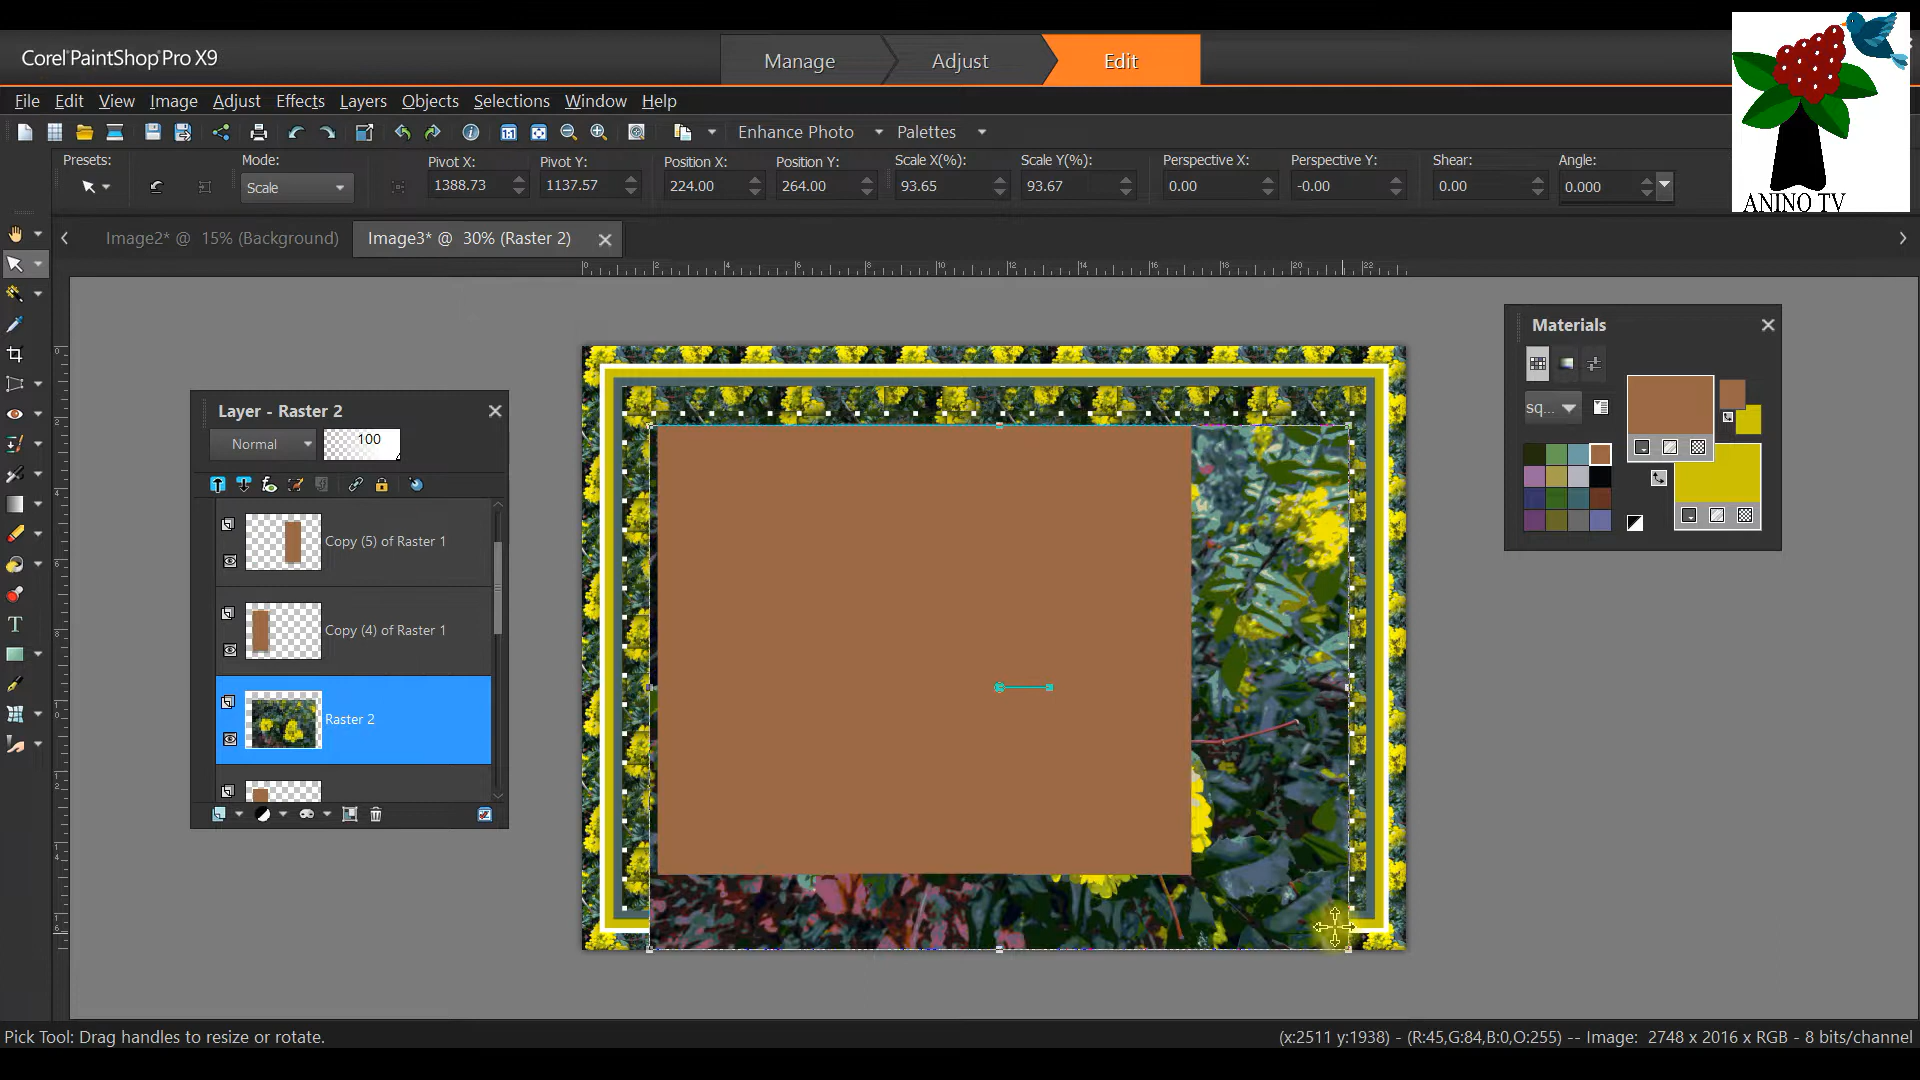 Corel PaintShop Pro X9
Manage
Adjust
Edit
File Edit View Image Adjust Effects Layers Objects Selections Window Help
Enhance Photo
Palettes
Presets:
Mode:
Scale
Pivot X:
1388.73
Pivot Y:
1137.57
Position X:
224.00
Position Y:
264.00
Scale X(%):
93.65
Scale Y(%):
93.67
Perspective X:
0.00
Perspective Y:
-0.00
Shear:
0.00
Angle:
0.000
ANINO TV
Image2* @ 15% (Background)
Image3* @ 30% (Raster 2)
Layer - Raster 2
Normal
100
Copy (5) of Raster 1
Copy (4) of Raster 1
Raster 2
Materials
sq...
Pick Tool: Drag handles to resize or rotate.
(x:2511 y:1938) - (R:45,G:84,B:0,O:255) -- Image: 2748 x 2016 x RGB - 8 bits/channel